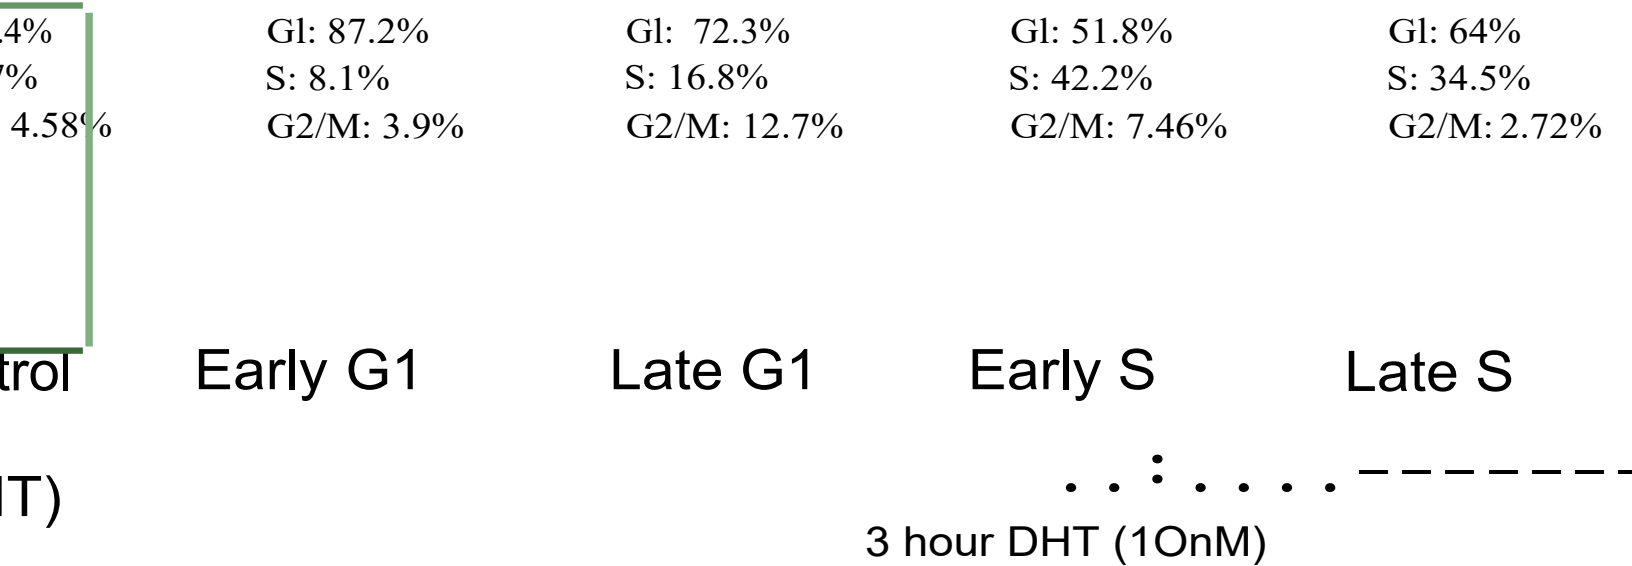 .4% Gl: 87.2% Gl: 72.3% Gl: 51.8% Gl: 64%
7% S: 8.1% S: 16.8% S: 42.2% S: 34.5%
4.58% G2/M: 3.9% G2/M: 12.7% G2/M: 7.46% G2/M: 2.72%
trol Early G1 Late G1 Early S Late S
. . : . . . . – – – – – – –
IT)
3 hour DHT (1OnM)